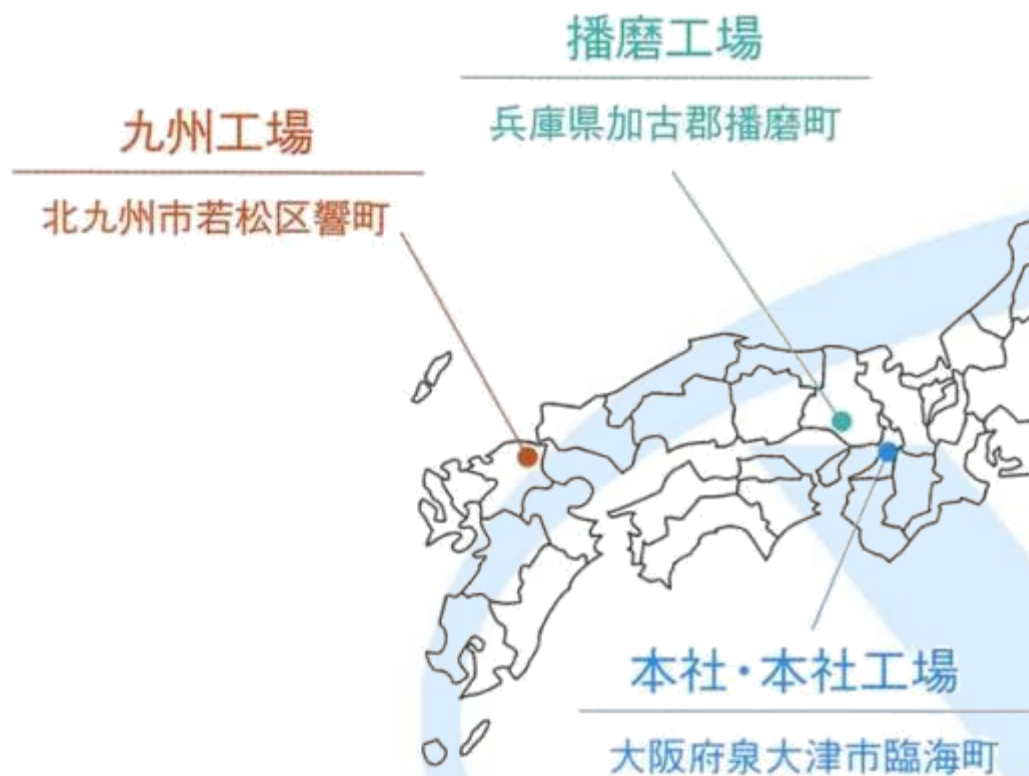 播磨工場
兵庫県加古郡播磨町
九州工場
北九州市若松区響町
本社・本社工場
大阪府泉大津市臨海町